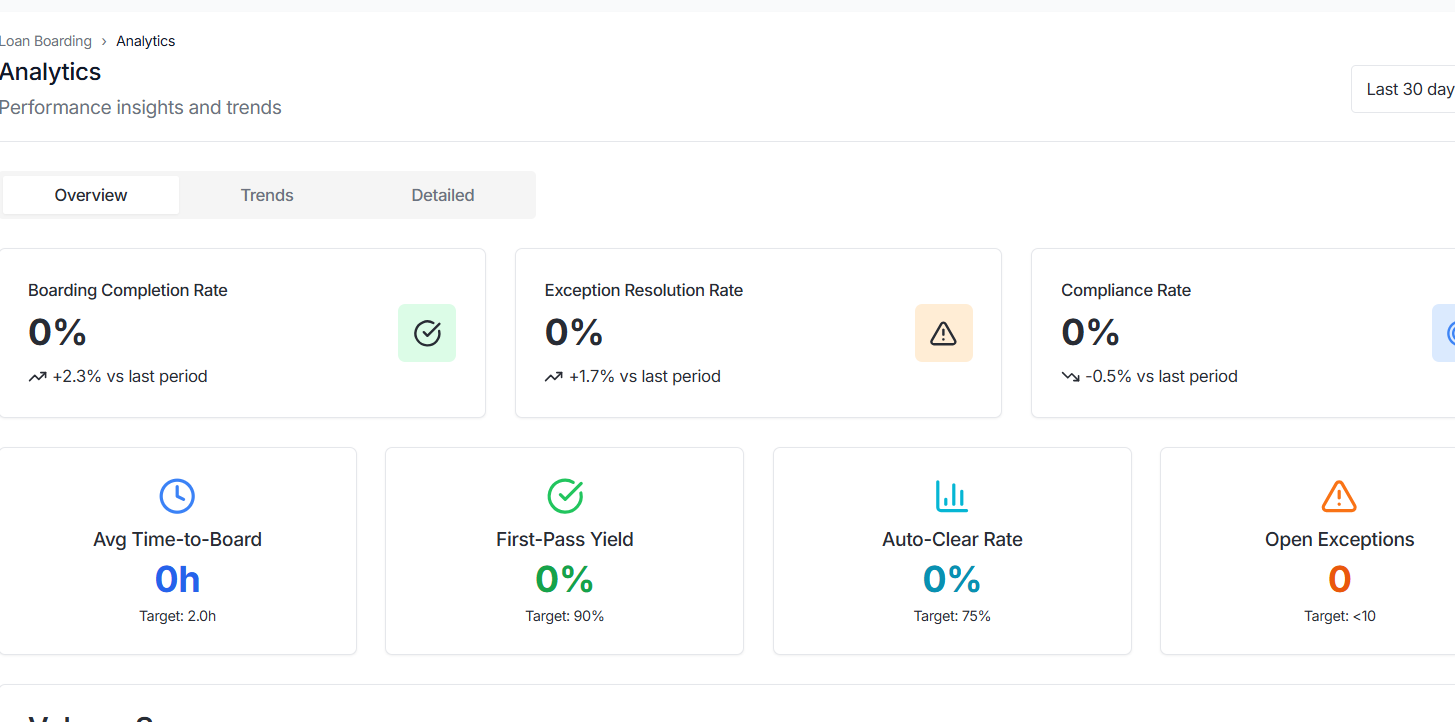 Loan Boarding › Analytics
Analytics
Performance insights and trends
Last 30 day
Overview Trends Detailed
Boarding Completion Rate
0%
+2.3% vs last period
Exception Resolution Rate
0%
+1.7% vs last period
Compliance Rate
0%
-0.5% vs last period
Avg Time-to-Board
0h
Target: 2.0h
First-Pass Yield
0%
Target: 90%
Auto-Clear Rate
0%
Target: 75%
Open Exceptions
0
Target: <10